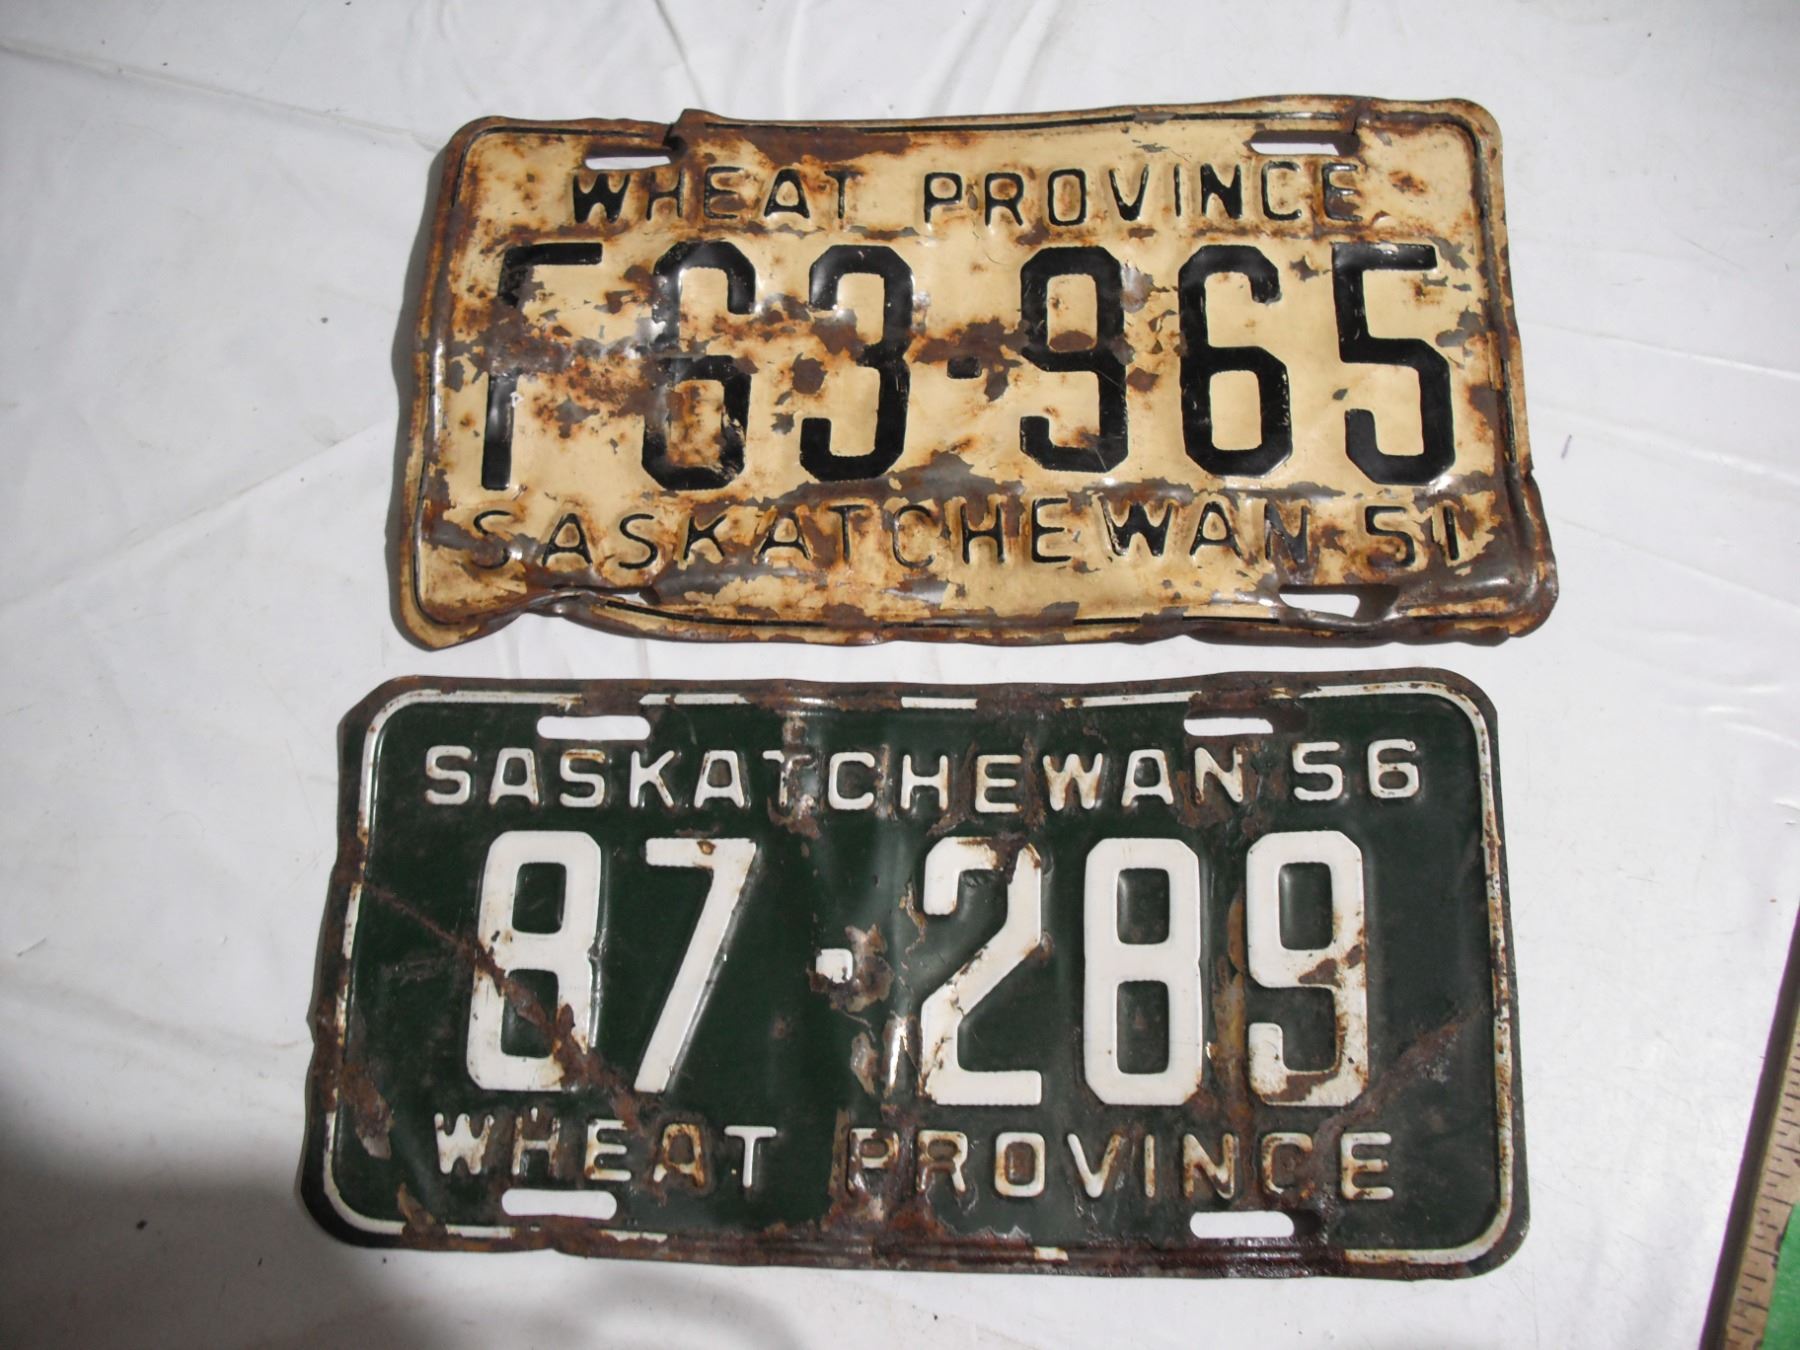 WHEAT PROVINCE
F63·965
SASKATCHEWAN 51
SASKATCHEWAN 56
87·289
WHEAT PROVINCE